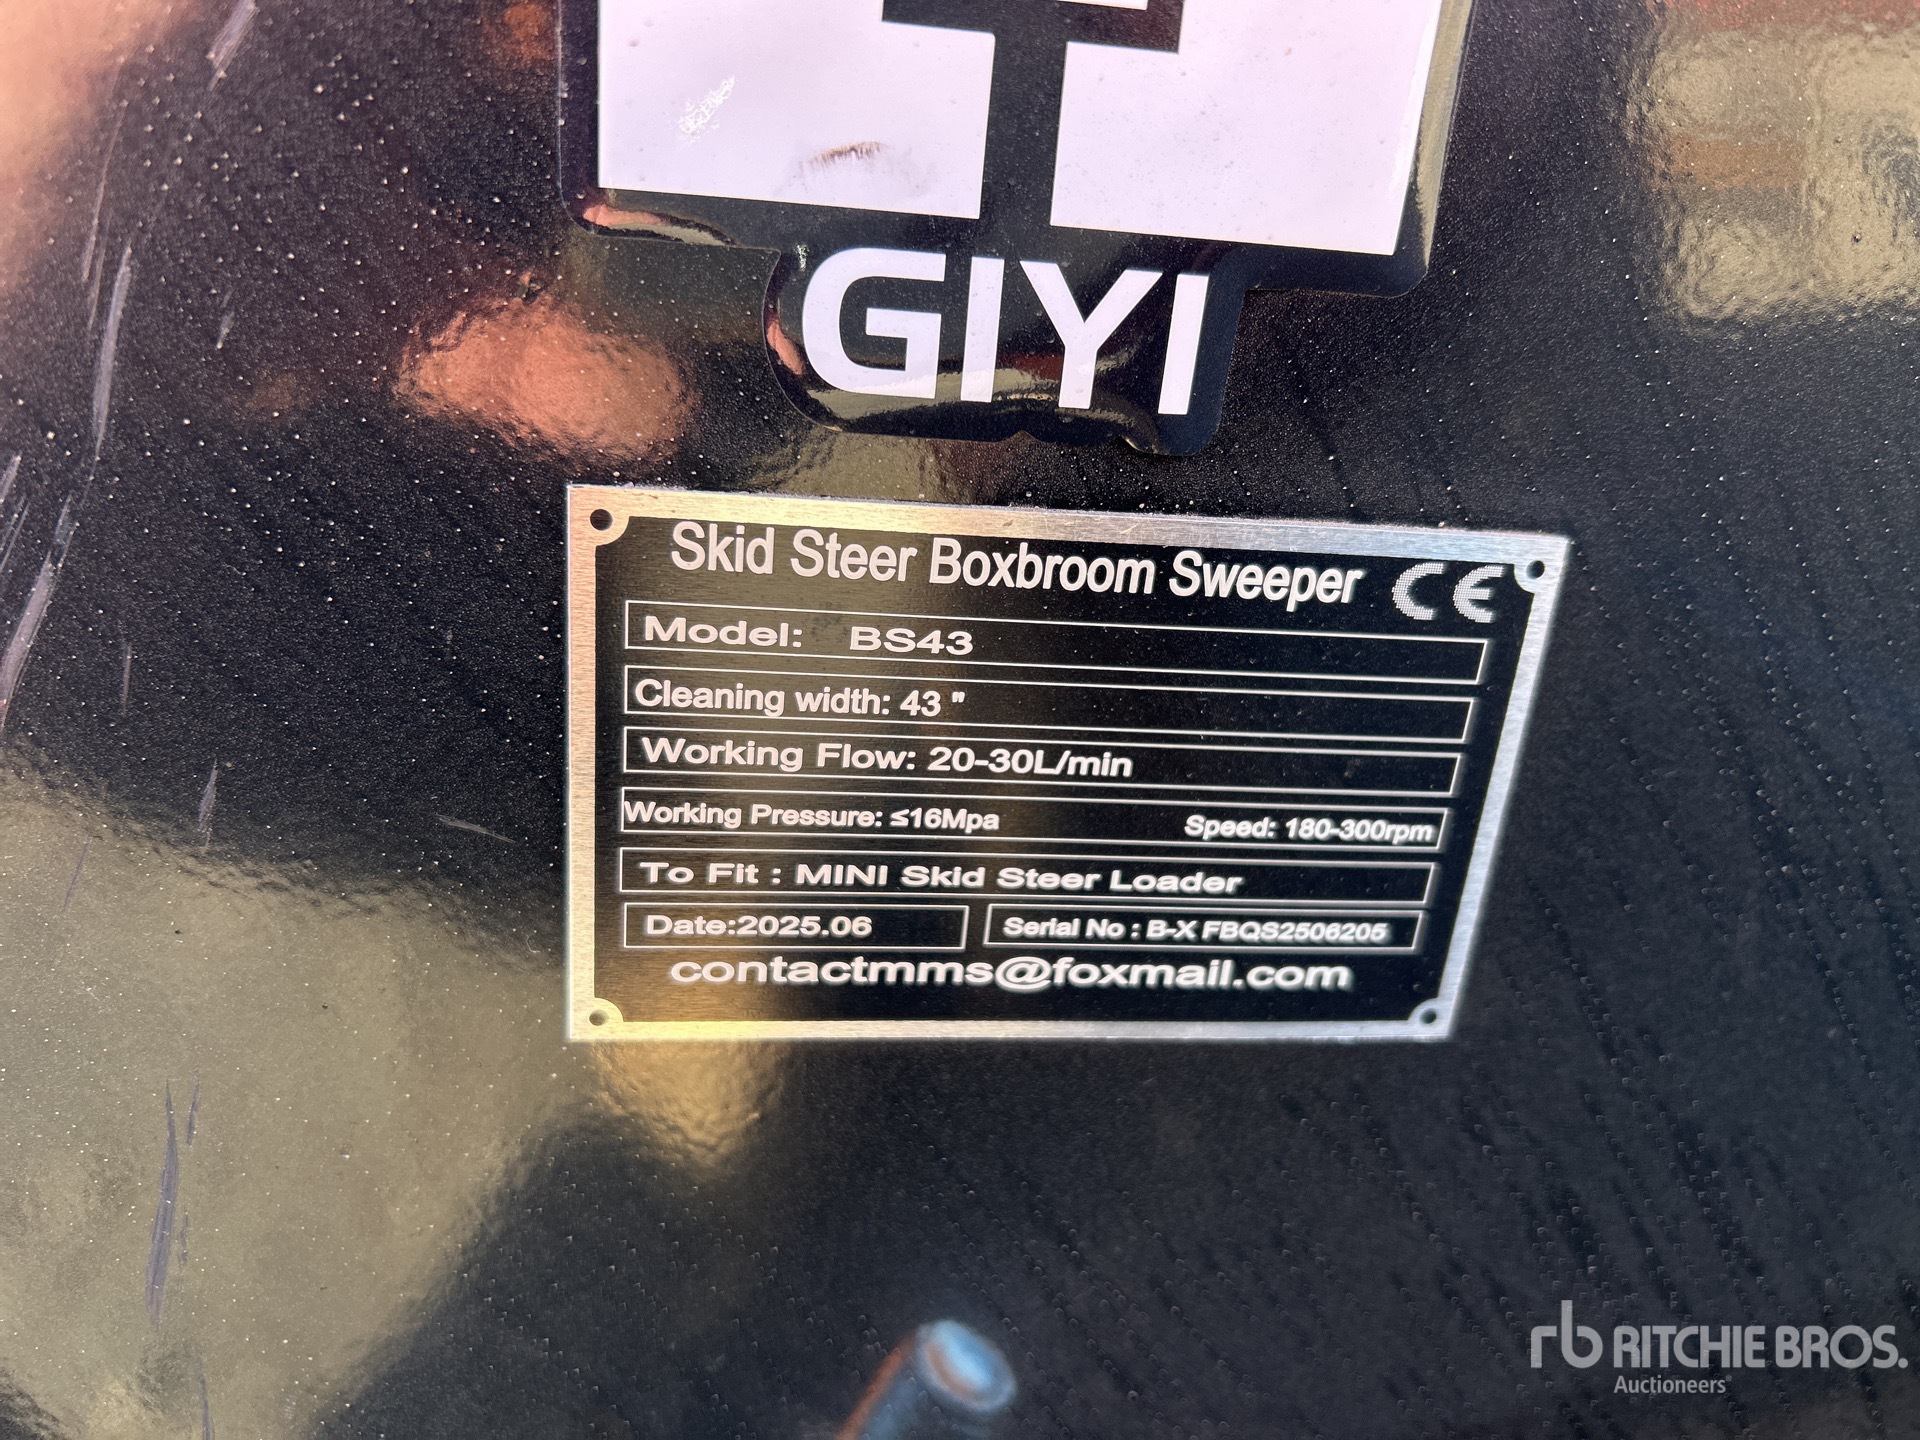 GIYI
Skid Steer Boxbroom Sweeper CE
Model: BS43
Cleaning width: 43 "
Working Flow: 20-30L/min
Working Pressure: ≤16Mpa Speed: 180-300rpm
To Fit : MINI Skid Steer Loader
Date:2025.06 Serial No : B-X FBQS2506205
contactmms@foxmail.com
rb RITCHIE BROS.
Auctioneers